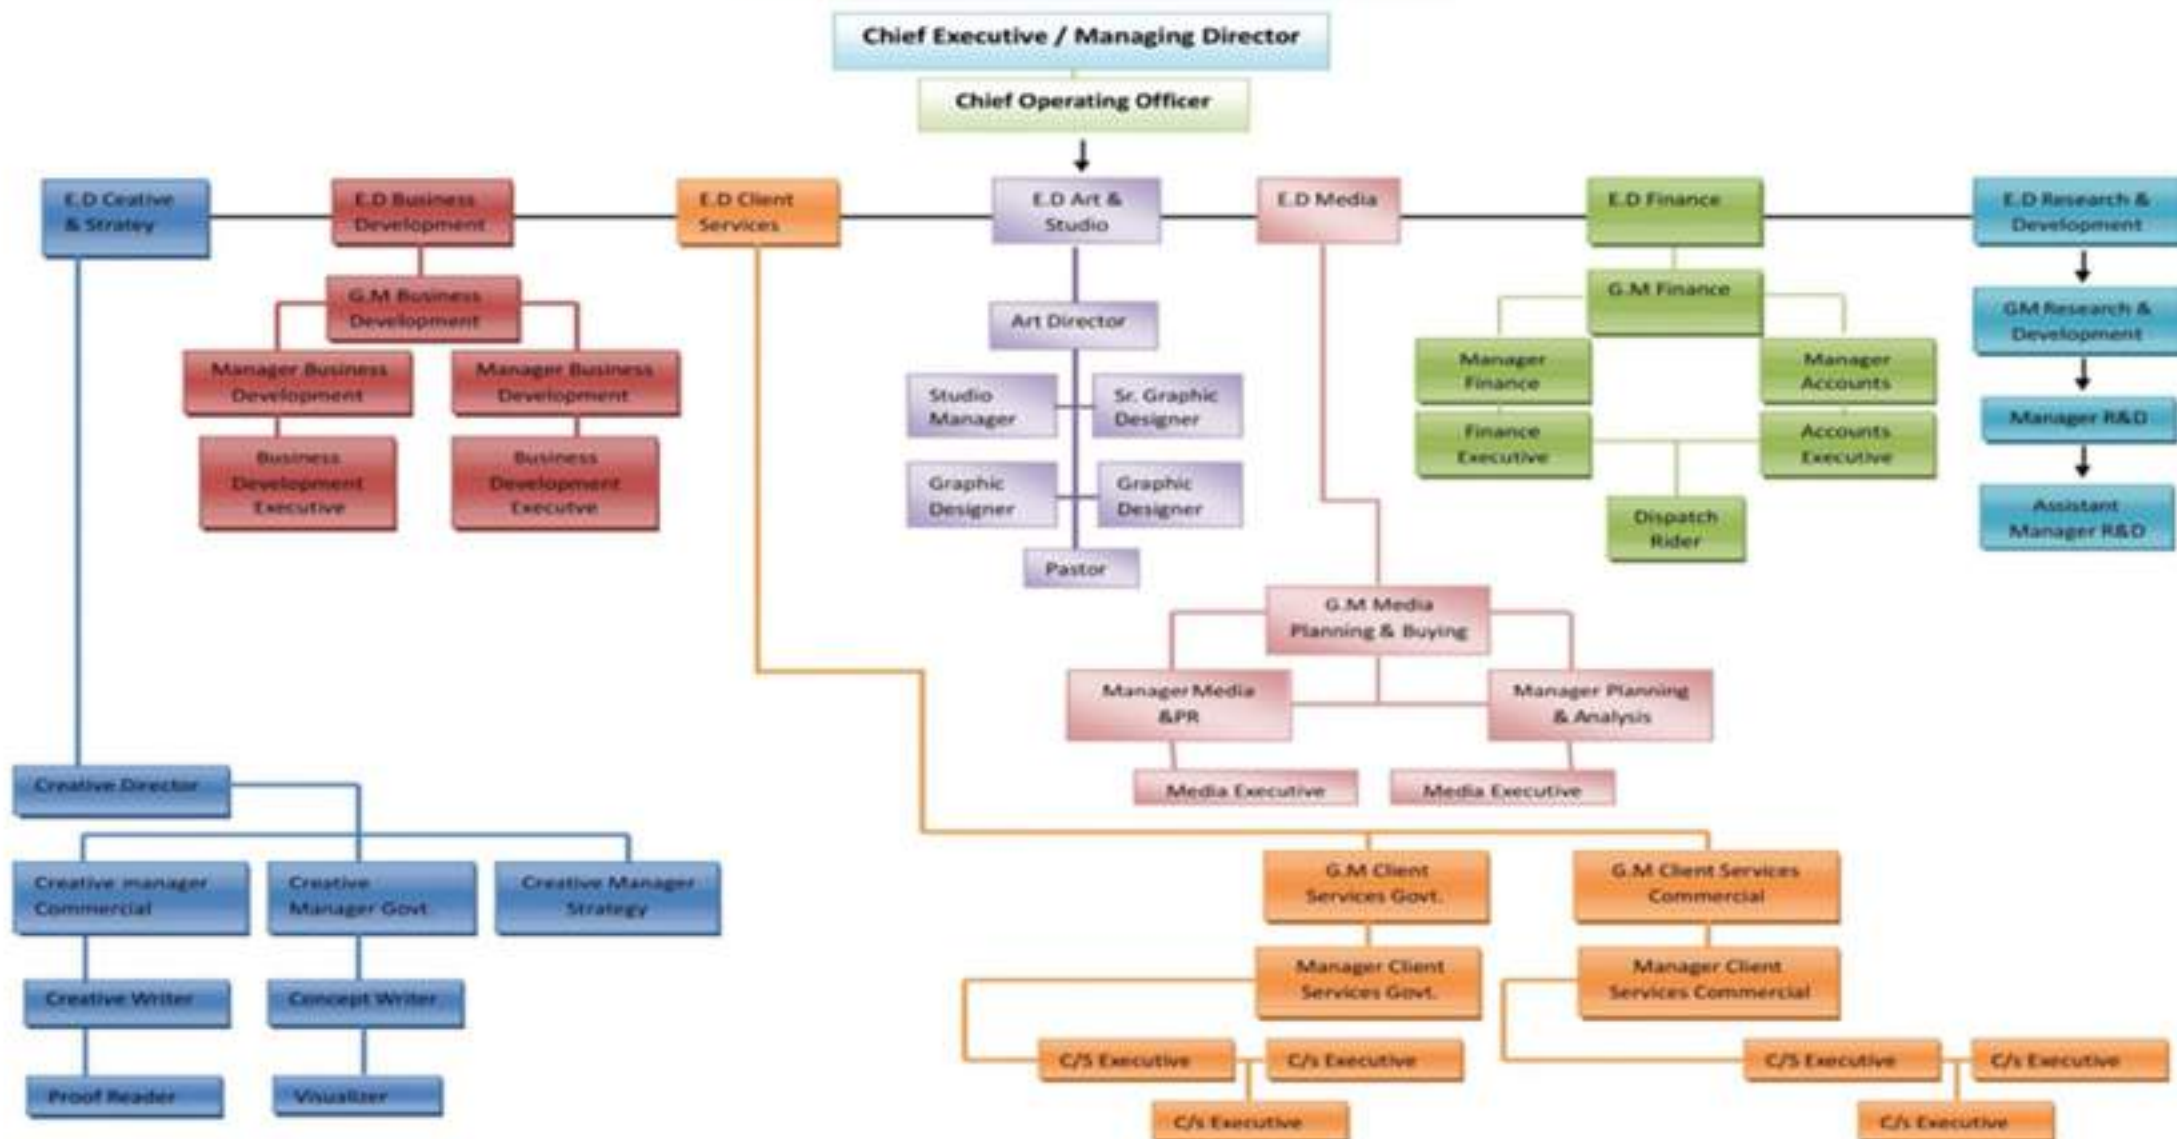 Chief Executive / Managing Director
Chief Operating Officer
E.D Ceative
& Stratey
E.D Business
Development
E.D Client
Services
E.D Art &
Studio
E.D Media
E.D Finance
E.D Research &
Development
G.M Business
Development
Manager Business
Development
Manager Business
Development
Business
Development
Executive
Business
Development
Executve
Art Director
Studio
Manager
Sr. Graphic
Designer
Graphic
Designer
Graphic
Designer
Pastor
G.M Finance
Manager
Finance
Manager
Accounts
Finance
Executive
Accounts
Executive
Dispatch
Rider
GM Research &
Development
Manager R&D
Assistant
Manager R&D
G.M Media
Planning & Buying
Manager Media
&PR
Manager Planning
& Analysis
Media Executive
Media Executive
Creative Director
Creative manager
Commercial
Creative
Manager Govt.
Creative Manager
Strategy
Creative Writer
Concept Writer
Proof Reader
Visualizer
G.M Client
Services Govt.
G.M Client Services
Commercial
Manager Client
Services Govt.
Manager Client
Services Commercial
C/S Executive
C/s Executive
C/s Executive
C/S Executive
C/s Executive
C/s Executive